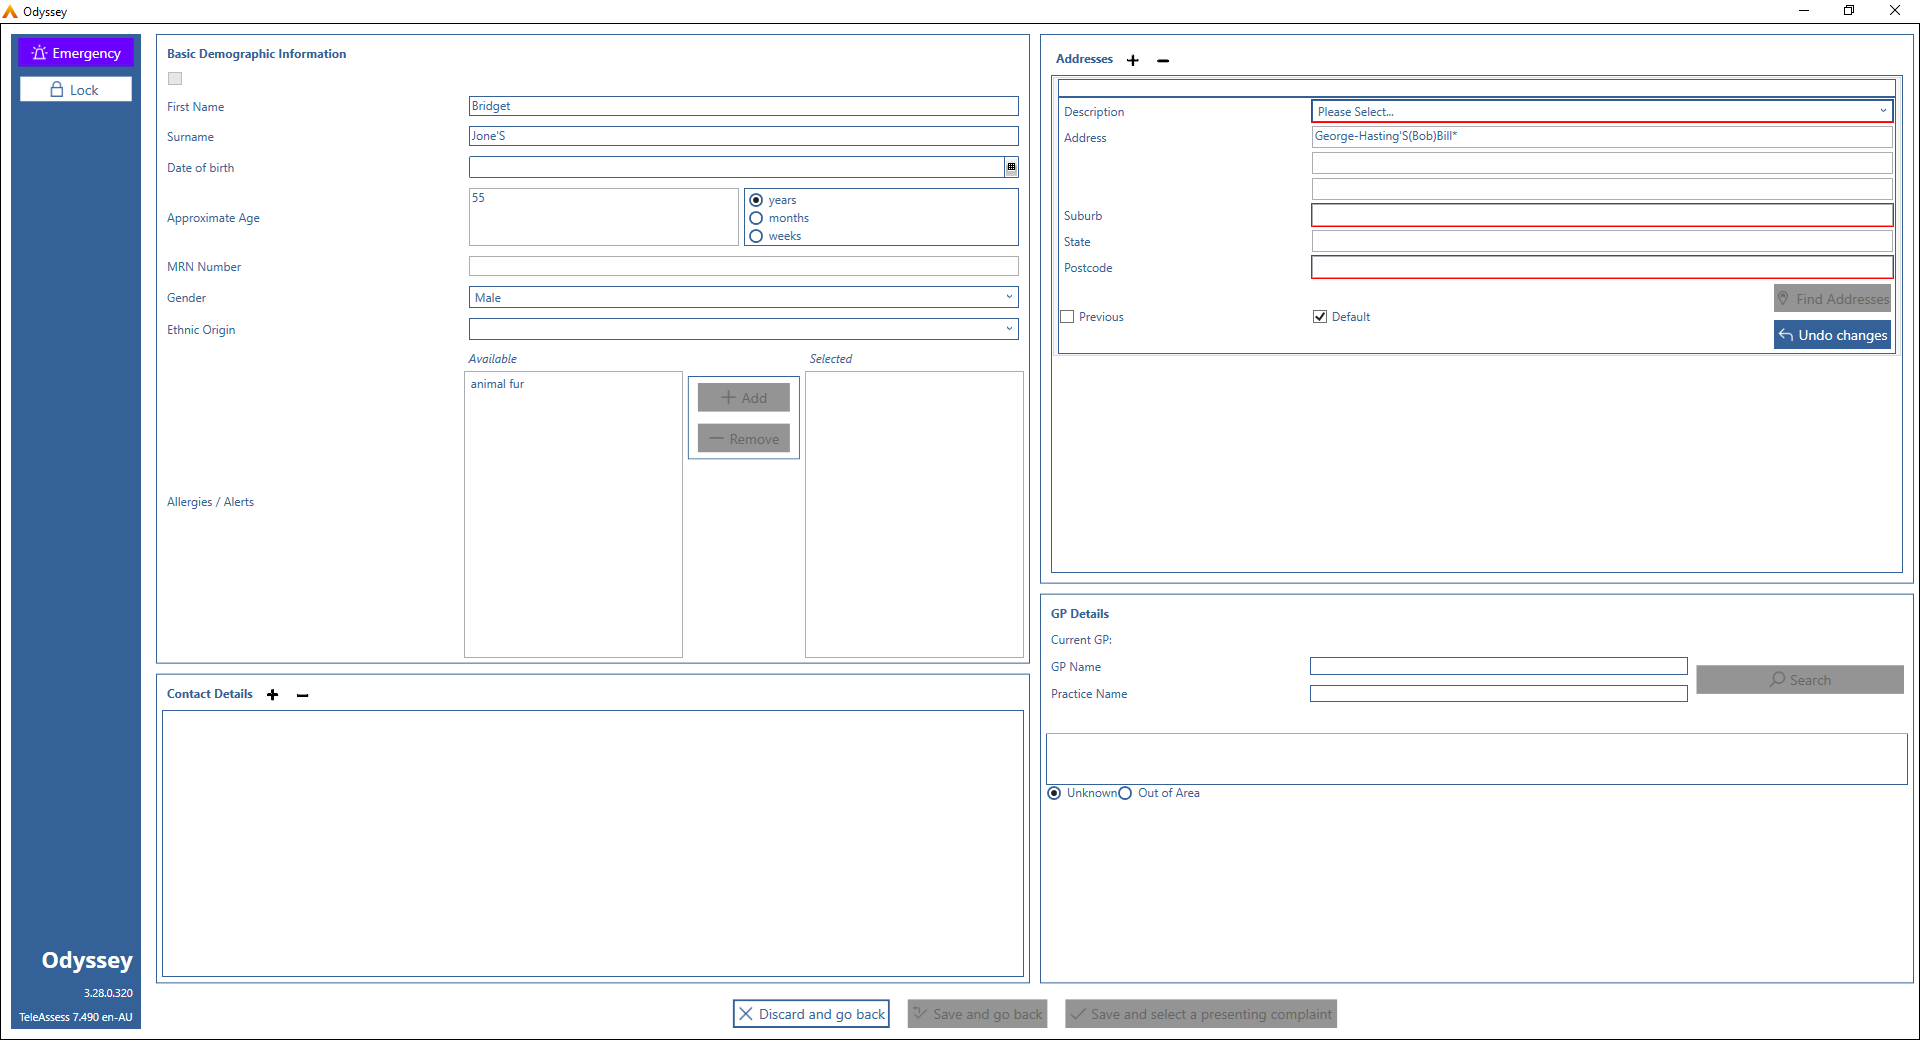 Odyssey
Emergency
Lock
Basic Demographic Information
First Name
Bridget
Surname
Jone'S
Date of birth
Approximate Age
55
years
months
weeks
MRN Number
Gender
Male
Ethnic Origin
Available
Selected
animal fur
Add
Remove
Allergies / Alerts
Contact Details
Addresses
Description
Please Select...
Address
George-Hasting'S(Bob)Bill*
Suburb
State
Postcode
Find Addresses
Previous
Default
Undo changes
GP Details
Current GP:
GP Name
Practice Name
Search
Unknown
Out of Area
Odyssey
3.28.0.320
TeleAssess 7.490 en-AU
Discard and go back
Save and go back
Save and select a presenting complaint